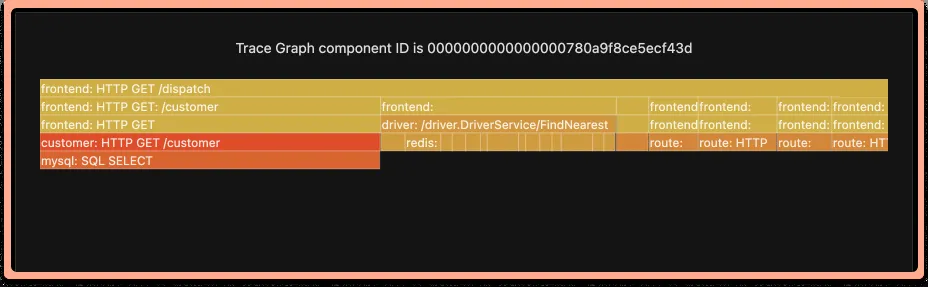 Trace Graph component ID is 0000000000000000780a9f8ce5ecf43d
frontend: HTTP GET /dispatch
frontend: HTTP GET: /customer frontend: frontend frontend: frontend: frontend:
frontend: HTTP GET driver: /driver.DriverService/FindNearest frontend frontend: frontend: frontend:
customer: HTTP GET /customer redis: route: route: HTTP route: route: HT
mysql: SQL SELECT